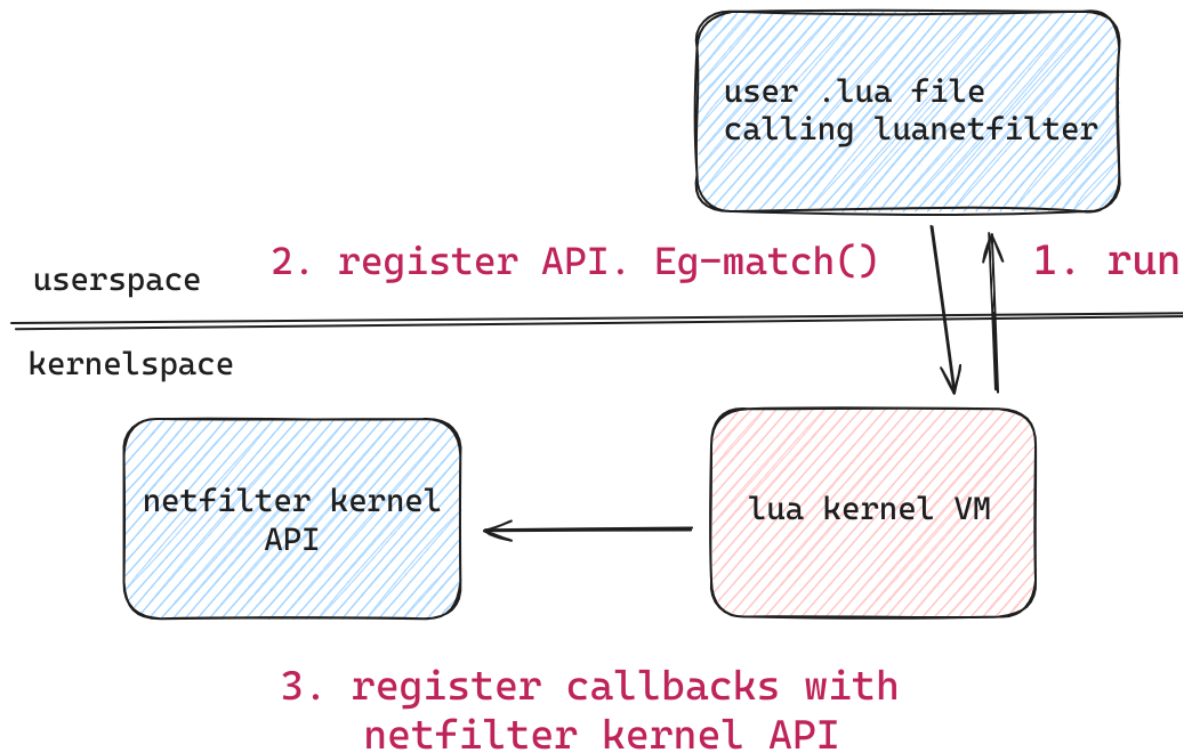 user .lua file
calling luanetfilter
2. register API. Eg-match()
1. run
userspace
kernelspace
netfilter kernel
API
lua kernel VM
3. register callbacks with
netfilter kernel API